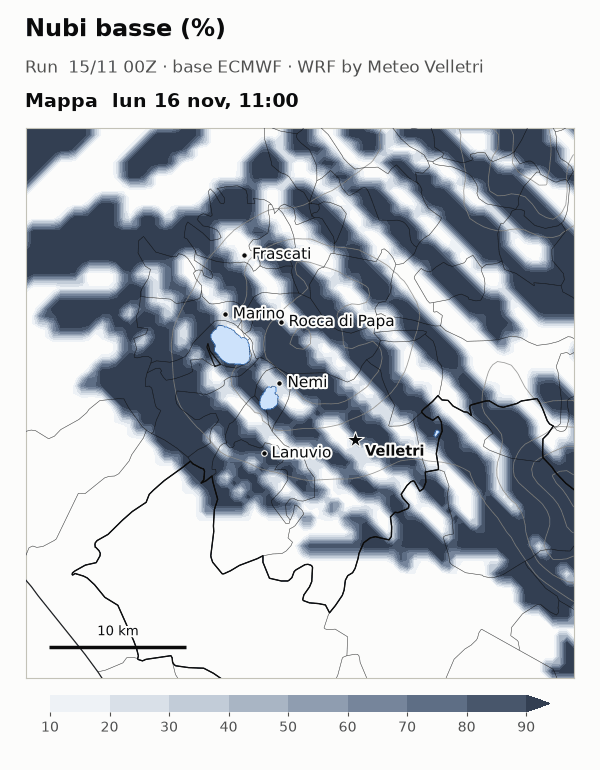 Nubi basse (%)
Run  15/11 00Z · base ECMWF · WRF by Meteo Velletri
Mappa  lun 16 nov, 11:00
Frascati
Marino
Rocca di Papa
Nemi
Velletri
Lanuvio
10 km
10 20 30 40 50 60 70 80 90